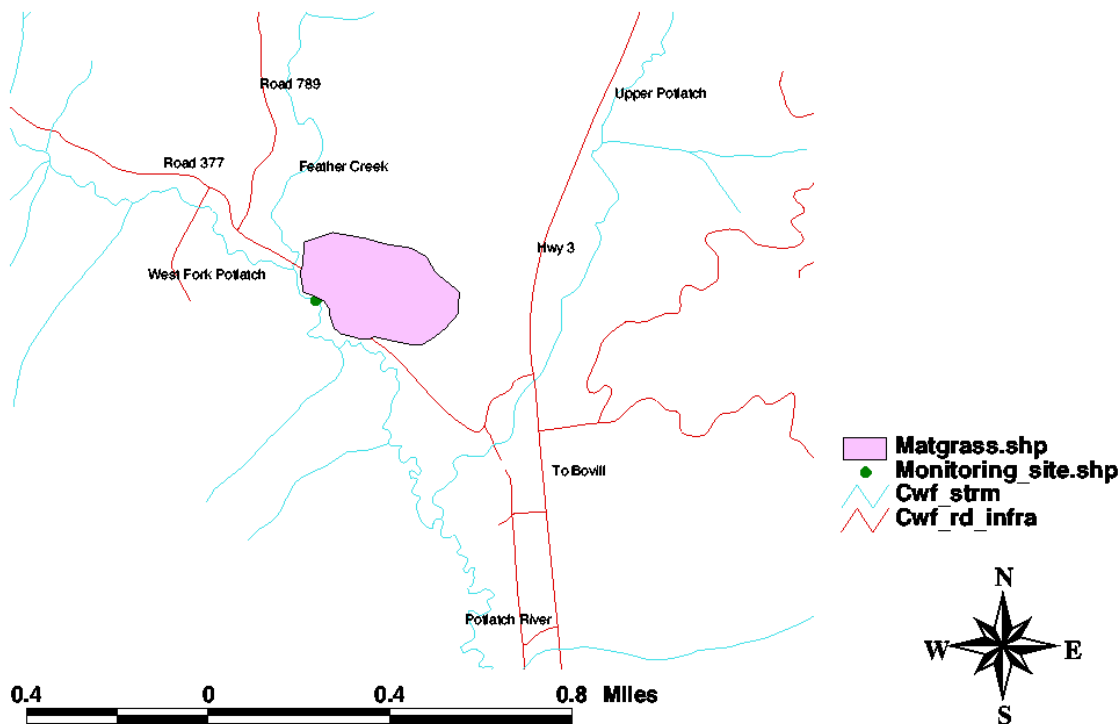 Road 789
Upper Potlatch
Road 377
Feather Creek
Hwy 3
West Fork Potlatch
To Bovill
Potlatch River
Matgrass.shp
Monitoring_site.shp
Cwf_strm
Cwf_rd_infra
N
W E
S
0.4 0 0.4 0.8 Miles